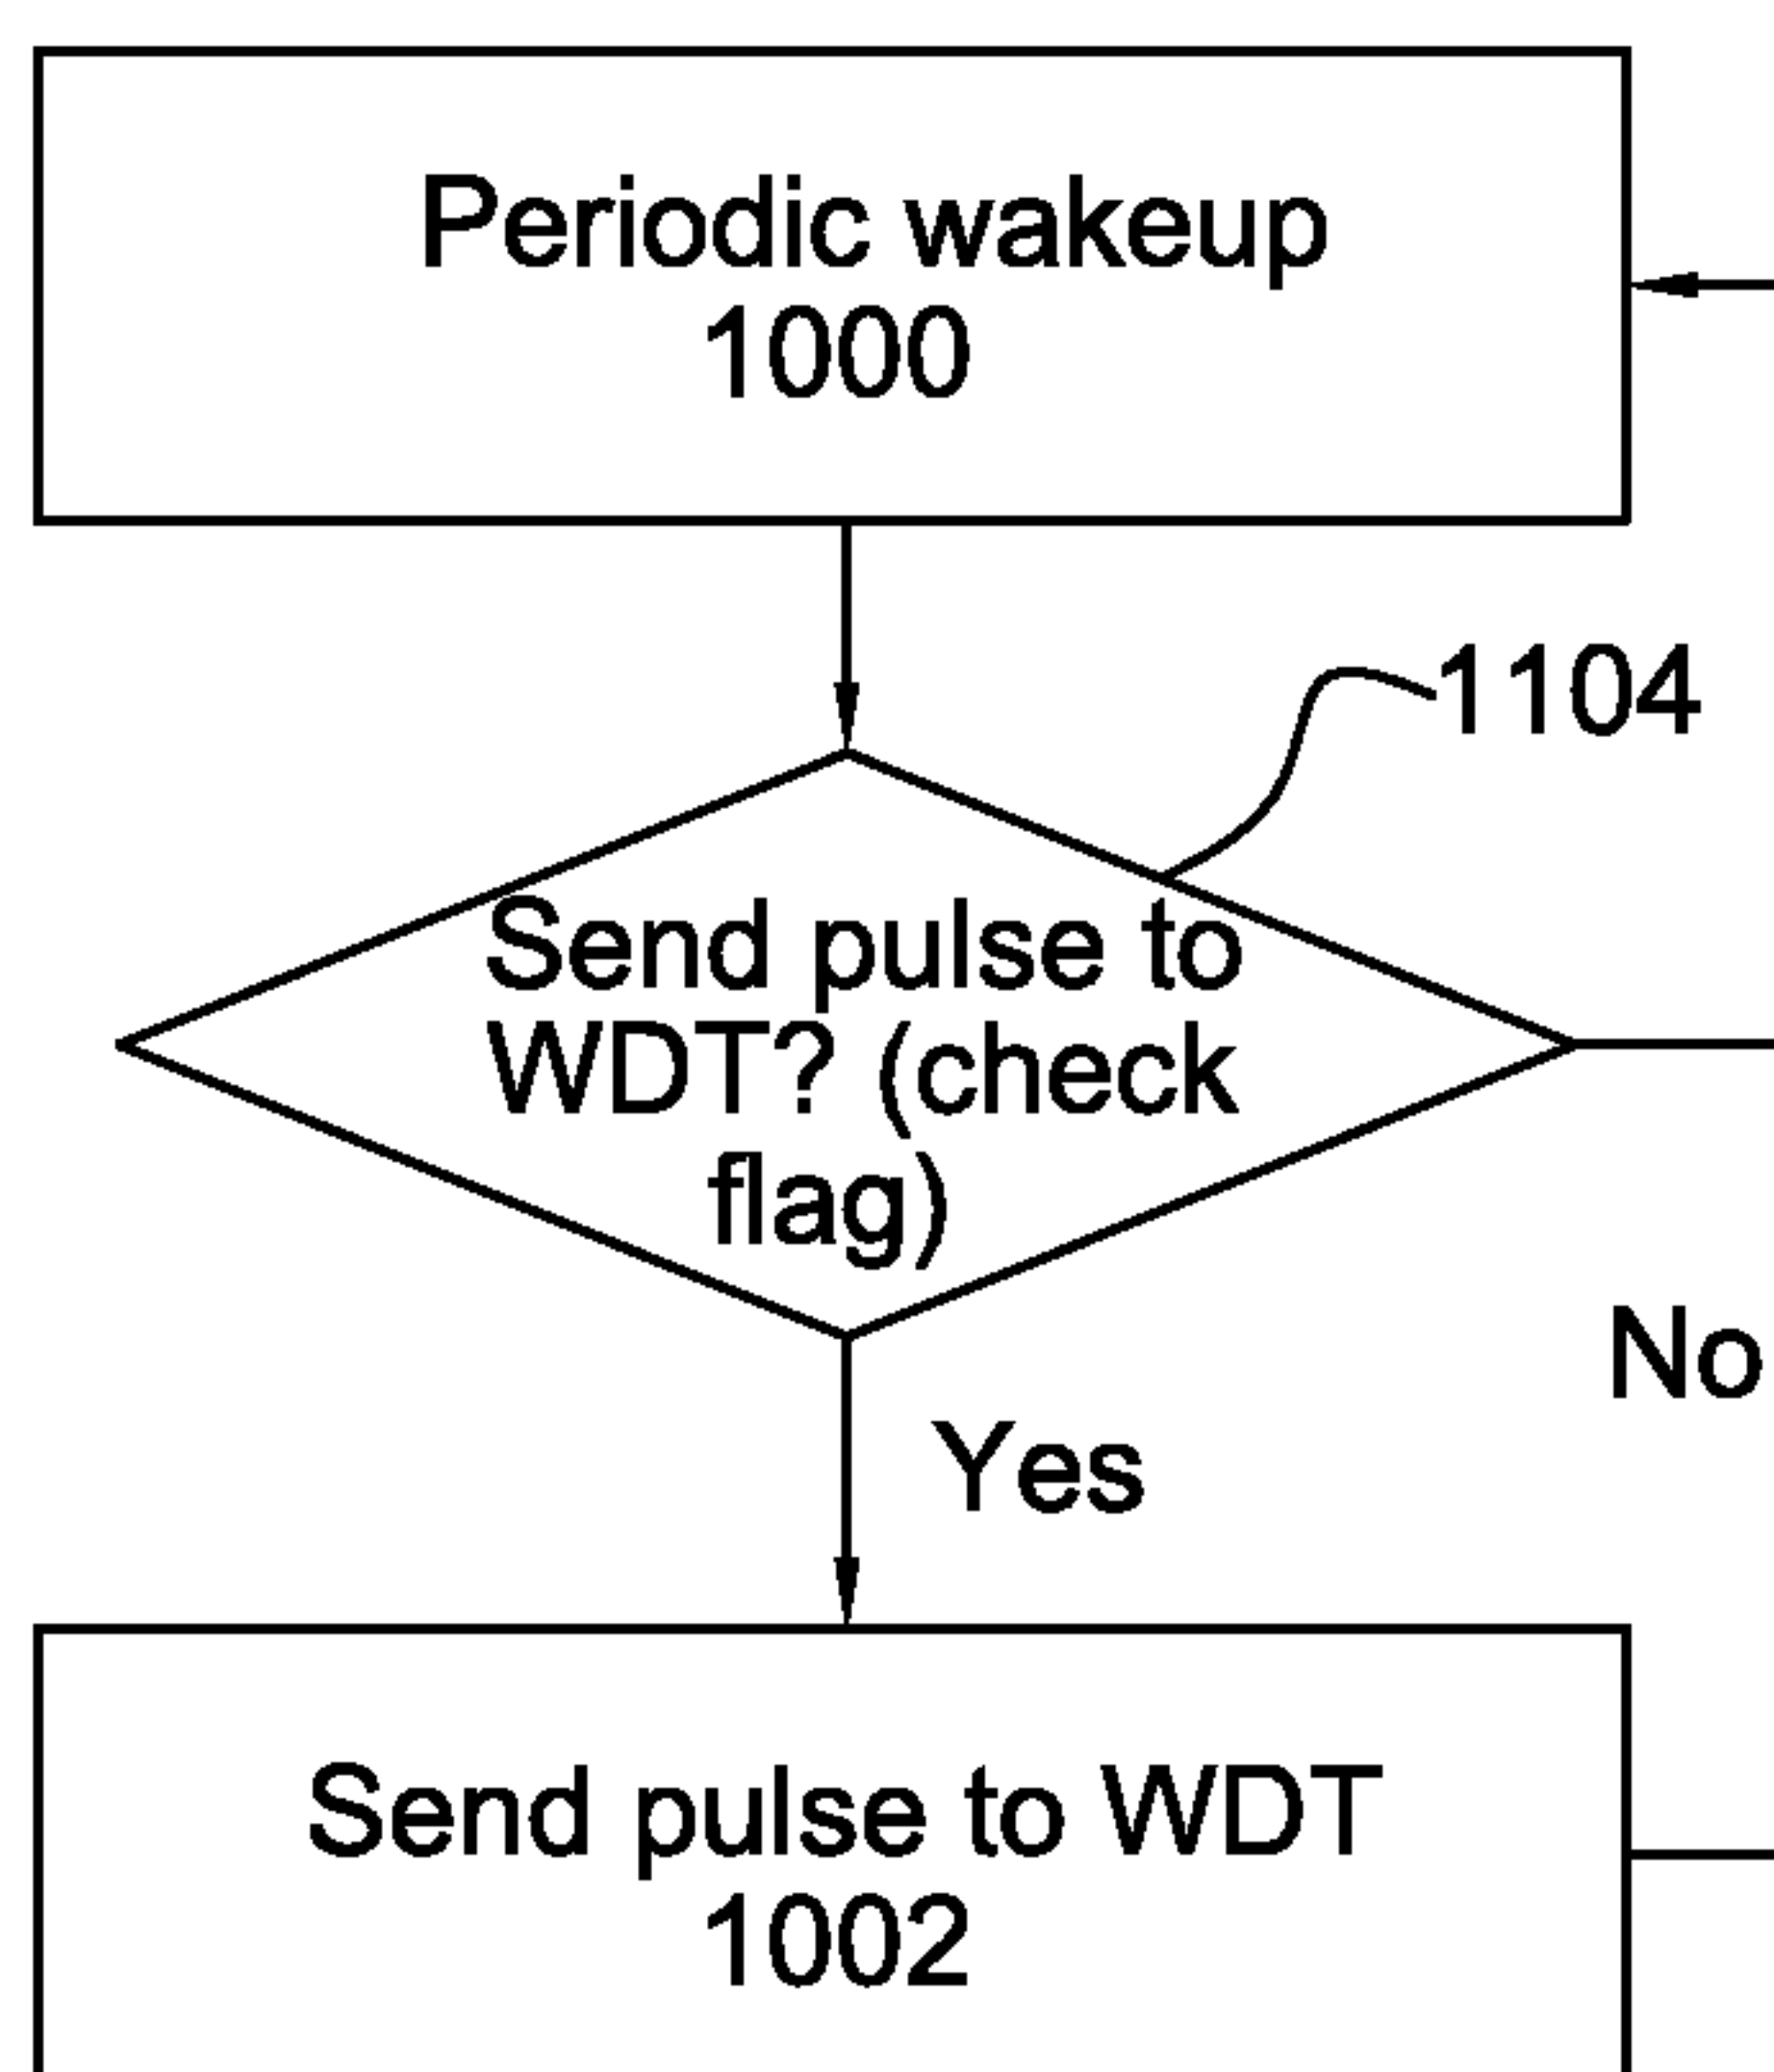 Periodic wakeup
1000
1104
Send pulse to
WDT? (check
flag)
No
Yes
Send pulse to WDT
1002